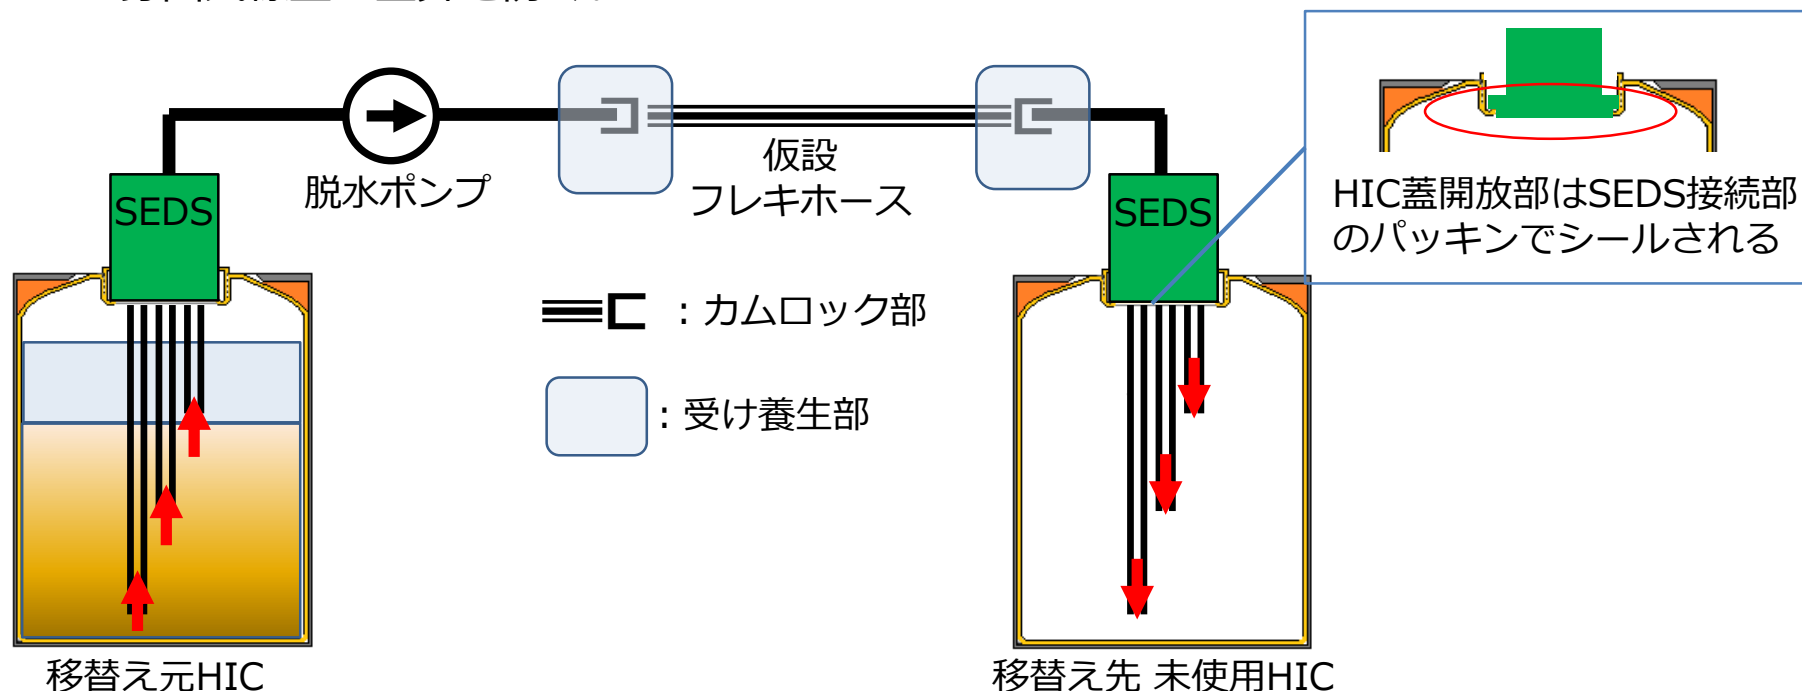 脱水ポンプ
仮設
フレキホース
SEDS
SEDS
HIC蓋開放部はSEDS接続部
のパッキンでシールされる
：カムロック部
：受け養生部
移替え元HIC
移替え先 未使用HIC